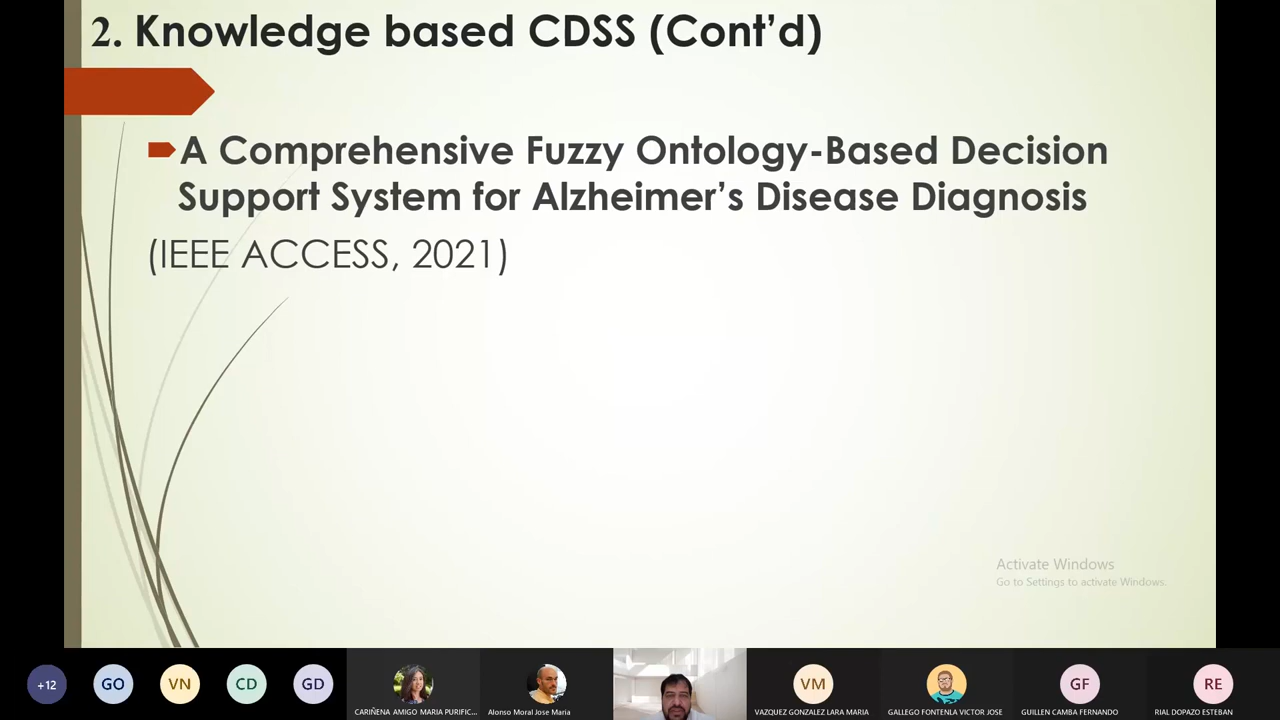 2. Knowledge based CDSS (Cont’d)
A Comprehensive Fuzzy Ontology-Based Decision
Support System for Alzheimer’s Disease Diagnosis
(IEEE ACCESS, 2021)
Activate Windows
Go to Settings to activate Windows.
+12
GO
VN
CD
GD
CARIÑENA AMIGO MARIA PURIFIC...
Alonso Moral Jose Maria
VM
VAZQUEZ GONZALEZ LARA MARIA
GALLEGO FONTENLA VICTOR JOSE
GF
GUILLEN CAMBA FERNANDO
RE
RIAL DOPAZO ESTEBAN